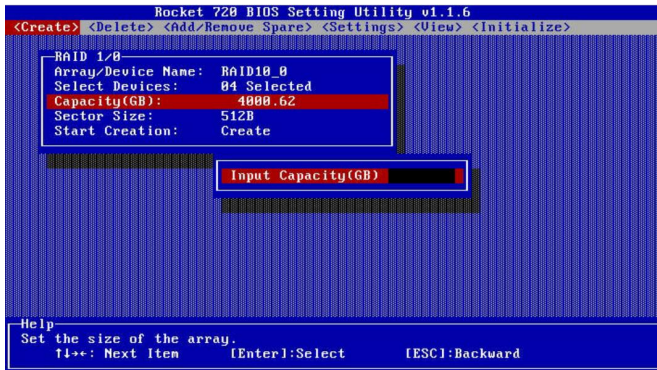 Rocket 720 BIOS Setting Utility v1.1.6
<Create> <Delete> <Add/Remove Spare> <Settings> <View> <Initialize>
RAID 1/0
Array/Device Name: RAID10_0
Select Devices: 04 Selected
Capacity(GB): 4000.62
Sector Size: 512B
Start Creation: Create
Input Capacity(GB)
Help
Set the size of the array.
↑↓→←: Next Item [Enter]:Select [ESC]:Backward